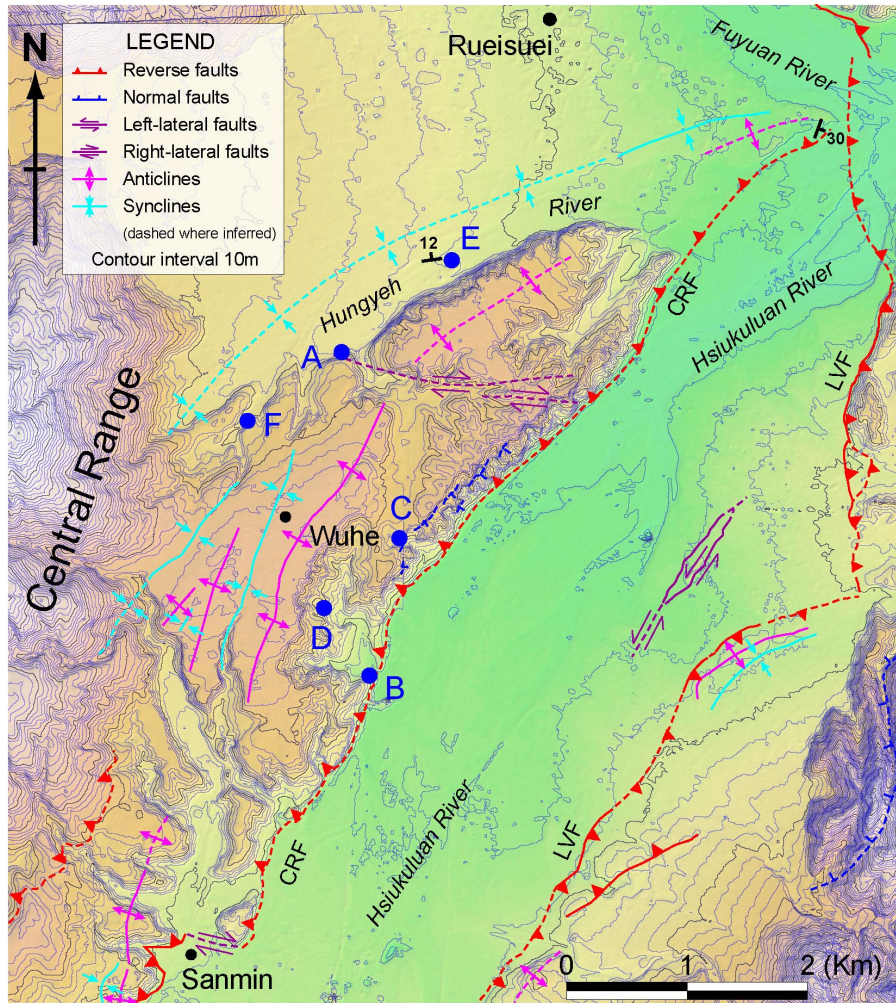 N
LEGEND
Reverse faults
Normal faults
Left-lateral faults
Right-lateral faults
Anticlines
Synclines
(dashed where inferred)
Contour interval 10m
Rueisuei
Fuyuan River
30
River
12
E
Hungyeh
CRF
Hsiukuluan River
A
LVF
F
Central Range
Wuhe
C
D
B
Hsiukuluan River
LVF
CRF
Sanmin
0 2 (Km)